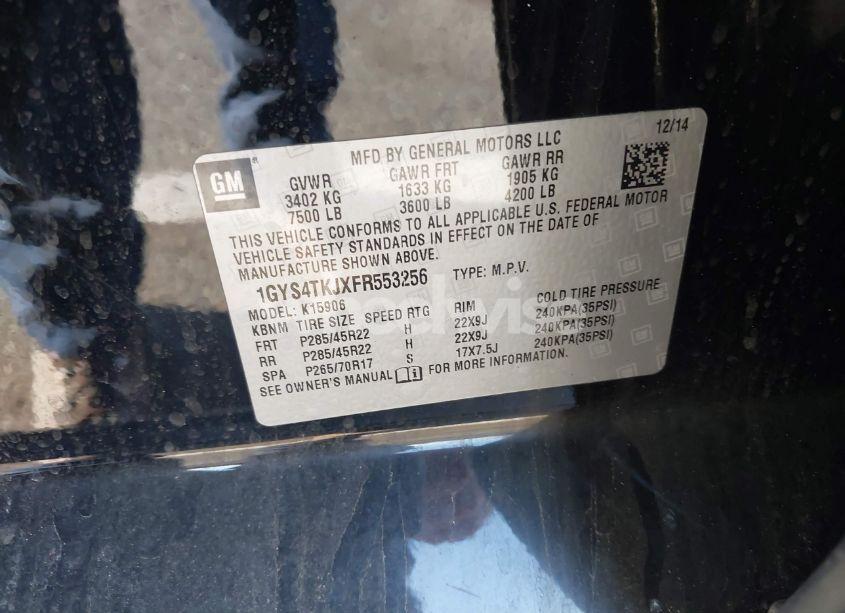 12/14
MFD BY GENERAL MOTORS LLC
GM
GVWR GAWR FRT GAWR RR
3402 KG 1633 KG 1905 KG
7500 LB 3600 LB 4200 LB
THIS VEHICLE CONFORMS TO ALL APPLICABLE U.S. FEDERAL MOTOR
VEHICLE SAFETY STANDARDS IN EFFECT ON THE DATE OF
MANUFACTURE SHOWN ABOVE.
1GYS4TKJXFR553256 TYPE: M.P.V.
MODEL: K15906
KBNM TIRE SIZE SPEED RTG RIM COLD TIRE PRESSURE
FRT P285/45R22 H 22X9J 240KPA(35PSI)
RR P285/45R22 H 22X9J 240KPA(35PSI)
SPA P265/70R17 S 17X7.5J 240KPA(35PSI)
SEE OWNER'S MANUAL FOR MORE INFORMATION.